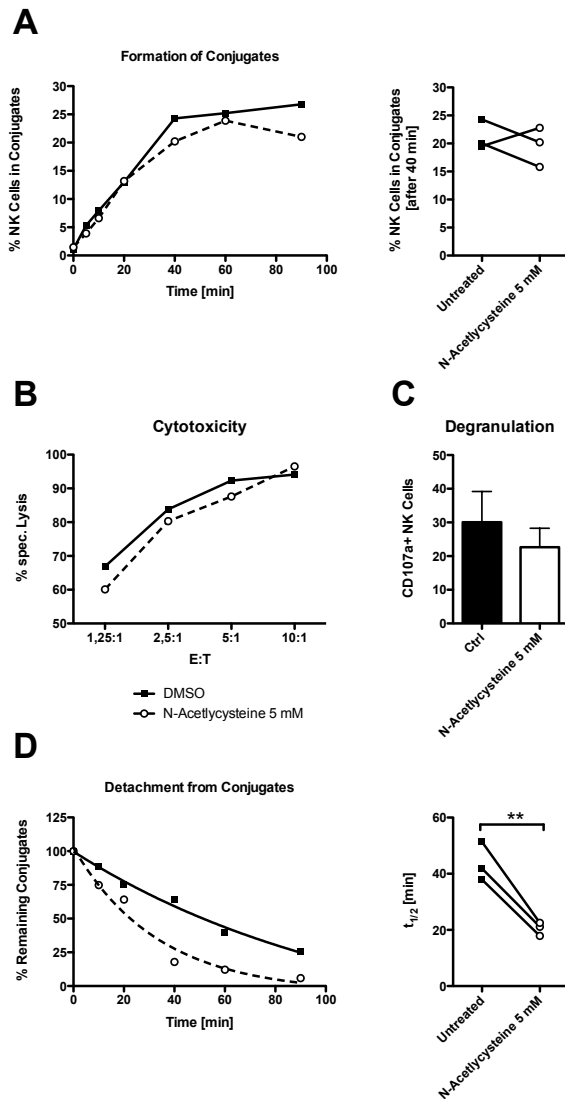 A
Formation of Conjugates
% NK Cells in Conjugates
30
25
20
15
10
5
0
0 20 40 60 80 100
Time [min]
% NK Cells in Conjugates
[after 40 min]
30
25
20
15
10
5
0
Untreated
N-Acetlycysteine 5 mM
B
Cytotoxicity
% spec. Lysis
100
90
80
70
60
50
1,25:1 2,5:1 5:1 10:1
E:T
DMSO
N-Acetlycysteine 5 mM
C
Degranulation
CD107a+ NK Cells
50
40
30
20
10
0
Ctrl
N-Acetlycysteine 5 mM
D
Detachment from Conjugates
% Remaining Conjugates
125
100
75
50
25
0
0 20 40 60 80 100
Time [min]
t1/2 [min]
60
40
20
0
**
Untreated
N-Acetlycysteine 5 mM